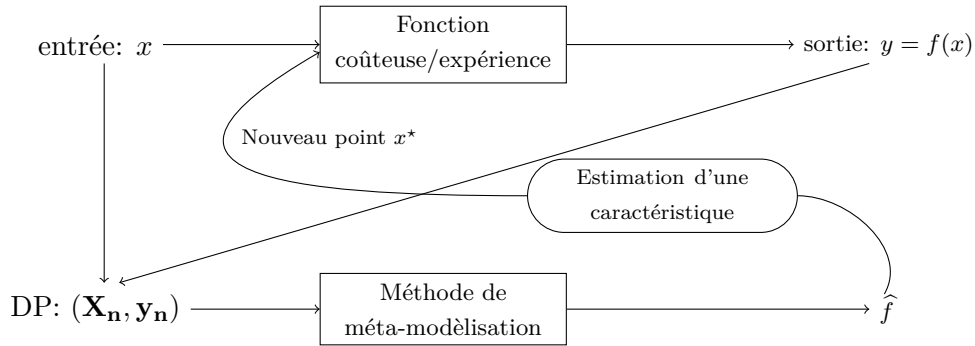 entrée: x
Fonction
coûteuse/expérience
sortie: y = f(x)
Nouveau point x⋆
Estimation d'une
caractéristique
DP: (Xₙ, yₙ)
Méthode de
méta-modèlisation
f̂